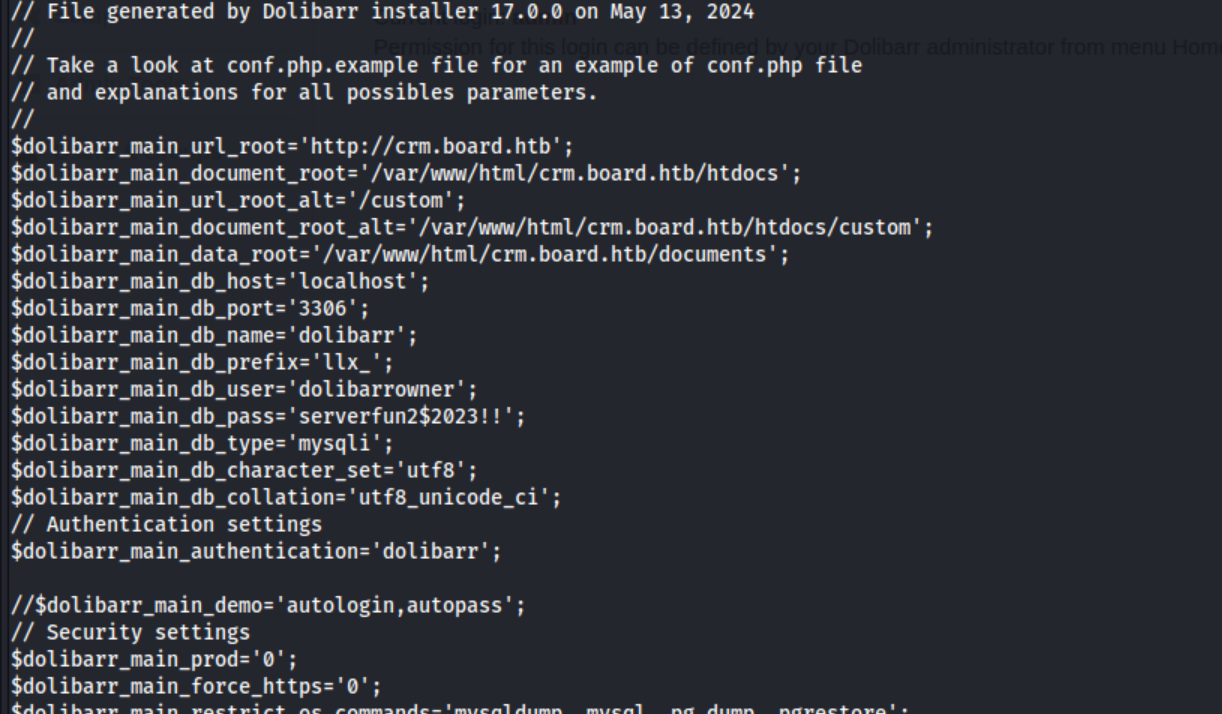 // File generated by Dolibarr installer 17.0.0 on May 13, 2024
//
Permission for this login can be defined by your Dolibarr administrator from menu Hom
// Take a look at conf.php.example file for an example of conf.php file
// and explanations for all possibles parameters.
//
$dolibarr_main_url_root='http://crm.board.htb';
$dolibarr_main_document_root='/var/www/html/crm.board.htb/htdocs';
$dolibarr_main_url_root_alt='/custom';
$dolibarr_main_document_root_alt='/var/www/html/crm.board.htb/htdocs/custom';
$dolibarr_main_data_root='/var/www/html/crm.board.htb/documents';
$dolibarr_main_db_host='localhost';
$dolibarr_main_db_port='3306';
$dolibarr_main_db_name='dolibarr';
$dolibarr_main_db_prefix='llx_';
$dolibarr_main_db_user='dolibarrowner';
$dolibarr_main_db_pass='serverfun2$2023!!';
$dolibarr_main_db_type='mysqli';
$dolibarr_main_db_character_set='utf8';
$dolibarr_main_db_collation='utf8_unicode_ci';
// Authentication settings
$dolibarr_main_authentication='dolibarr';
//$dolibarr_main_demo='autologin,autopass';
// Security settings
$dolibarr_main_prod='0';
$dolibarr_main_force_https='0';
$dolibarr_main_restrict_os_commands='mysqldump, mysql, pg_dump, pgrestore';